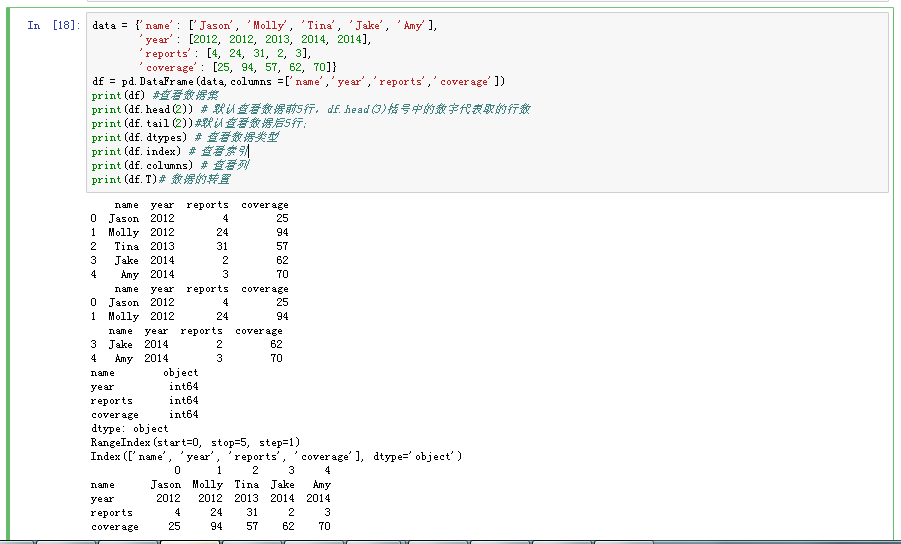 In [18]: data = {'name': ['Jason', 'Molly', 'Tina', 'Jake', 'Amy'],
'year': [2012, 2012, 2013, 2014, 2014],
'reports': [4, 24, 31, 2, 3],
'coverage': [25, 94, 57, 62, 70]}
df = pd.DataFrame(data,columns =['name','year','reports','coverage'])
print(df) #查看数据集
print(df.head(2)) # 默认查看数据前5行，df.head(3)括号中的数字代表取的行数
print(df.tail(2))#默认查看数据后5行；
print(df.dtypes) # 查看数据类型
print(df.index) # 查看索引
print(df.columns) # 查看列
print(df.T)# 数据的转置
name year reports coverage
0 Jason 2012 4 25
1 Molly 2012 24 94
2 Tina 2013 31 57
3 Jake 2014 2 62
4 Amy 2014 3 70
name year reports coverage
0 Jason 2012 4 25
1 Molly 2012 24 94
name year reports coverage
3 Jake 2014 2 62
4 Amy 2014 3 70
name object
year int64
reports int64
coverage int64
dtype: object
RangeIndex(start=0, stop=5, step=1)
Index(['name', 'year', 'reports', 'coverage'], dtype='object')
0 1 2 3 4
name Jason Molly Tina Jake Amy
year 2012 2012 2013 2014 2014
reports 4 24 31 2 3
coverage 25 94 57 62 70